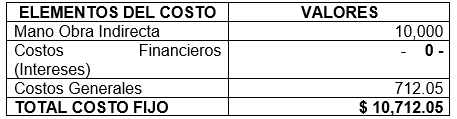 ELEMENTOS DEL COSTO VALORES
Mano Obra Indirecta 10,000
Costos Financieros - 0 -
(Intereses)
Costos Generales 712.05
TOTAL COSTO FIJO $ 10,712.05